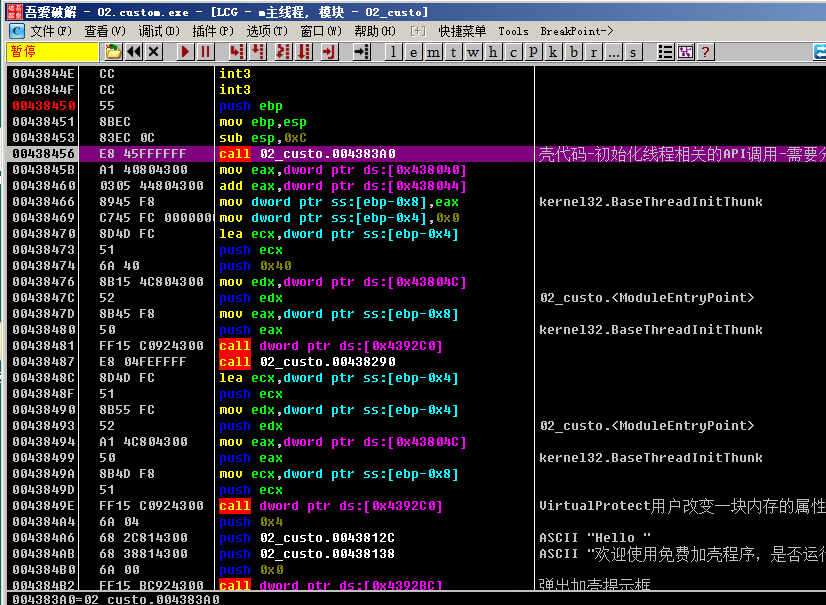 吾爱破解 - 02.custom.exe - [LCG - m主线程, 模块 - 02_custo]
文件(F) 查看(V) 调试(D) 插件(P) 选项(T) 窗口(W) 帮助(H) [+] 快捷菜单 Tools BreakPoint->
暂停 l e m t w h c P k b r ... s ?
0043844E CC int3
0043844F CC int3
00438450 55 push ebp
00438451 8BEC mov ebp,esp
00438453 83EC 0C sub esp,0xC
00438456 E8 45FFFFFF call 02_custo.004383A0 壳代码-初始化线程相关的API调用-需要
0043845B A1 40804300 mov eax,dword ptr ds:[0x438040]
00438460 0305 44804300 add eax,dword ptr ds:[0x438044]
00438466 8945 F8 mov dword ptr ss:[ebp-0x8],eax kernel32.BaseThreadInitThunk
00438469 C745 FC 0000000 mov dword ptr ss:[ebp-0x4],0x0
00438470 8D4D FC lea ecx,dword ptr ss:[ebp-0x4]
00438473 51 push ecx
00438474 6A 40 push 0x40
00438476 8B15 4C804300 mov edx,dword ptr ds:[0x43804C]
0043847C 52 push edx 02_custo.<ModuleEntryPoint>
0043847D 8B45 F8 mov eax,dword ptr ss:[ebp-0x8]
00438480 50 push eax kernel32.BaseThreadInitThunk
00438481 FF15 C0924300 call dword ptr ds:[0x4392C0]
00438487 E8 04FEFFFF call 02_custo.00438290
0043848C 8D4D FC lea ecx,dword ptr ss:[ebp-0x4]
0043848F 51 push ecx
00438490 8B55 FC mov edx,dword ptr ss:[ebp-0x4]
00438493 52 push edx 02_custo.<ModuleEntryPoint>
00438494 A1 4C804300 mov eax,dword ptr ds:[0x43804C]
00438499 50 push eax kernel32.BaseThreadInitThunk
0043849A 8B4D F8 mov ecx,dword ptr ss:[ebp-0x8]
0043849D 51 push ecx
0043849E FF15 C0924300 call dword ptr ds:[0x4392C0] VirtualProtect用户改变一块内存的属性
004384A4 6A 04 push 0x4
004384A6 68 2C814300 push 02_custo.0043812C ASCII "Hello "
004384AB 68 38814300 push 02_custo.00438138 ASCII "欢迎使用免费加壳程序，是否运行
004384B0 6A 00 push 0x0
004384B2 FF15 BC924300 call dword ptr ds:[0x4392BC] 弹出加壳提示框
004383A0=02_custo.004383A0